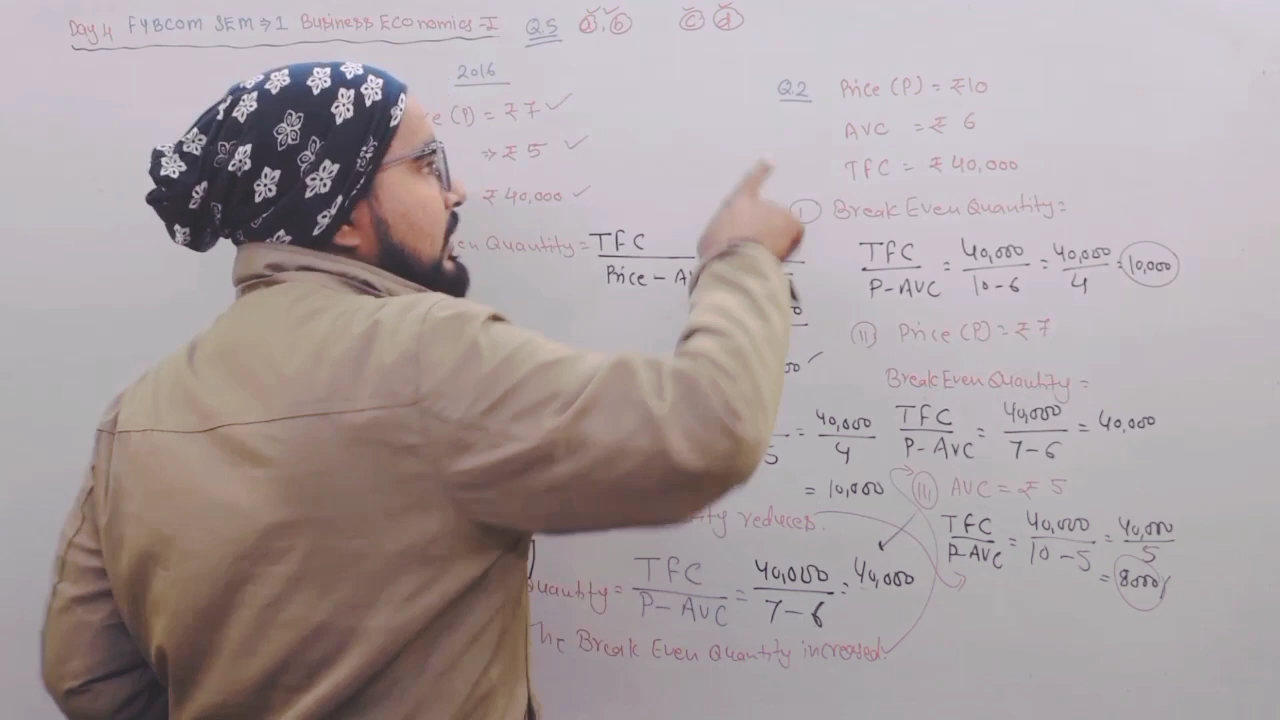 Day 4 FYBCOM SEM ⇒ 1 Business Economics - I Q.5 a, b c d
2016
(P) = ₹ 7 ✓
⇒ ₹ 5 ✓
₹ 40,000 ✓
Quantity = TFC
Price - 
= 40,000
4
= 10,000
reduces.
= TFC / P - AVC = 40,000 / 7 - 6 = 40,000
The Break Even Quantity increased.
Q.2 Price (P) = ₹10
AVC = ₹ 6
TFC = ₹ 40,000
I Break Even Quantity =
TFC / P - AVC = 40,000 / 10 - 6 = 40,000 / 4 = 10,000
II Price (P) = ₹ 7
Break Even Quantity =
TFC / P - AVC = 40,000 / 7 - 6 = 40,000
III AVC = ₹ 5
TFC / P - AVC = 40,000 / 10 - 5 = 40,000 / 5
= 8000/